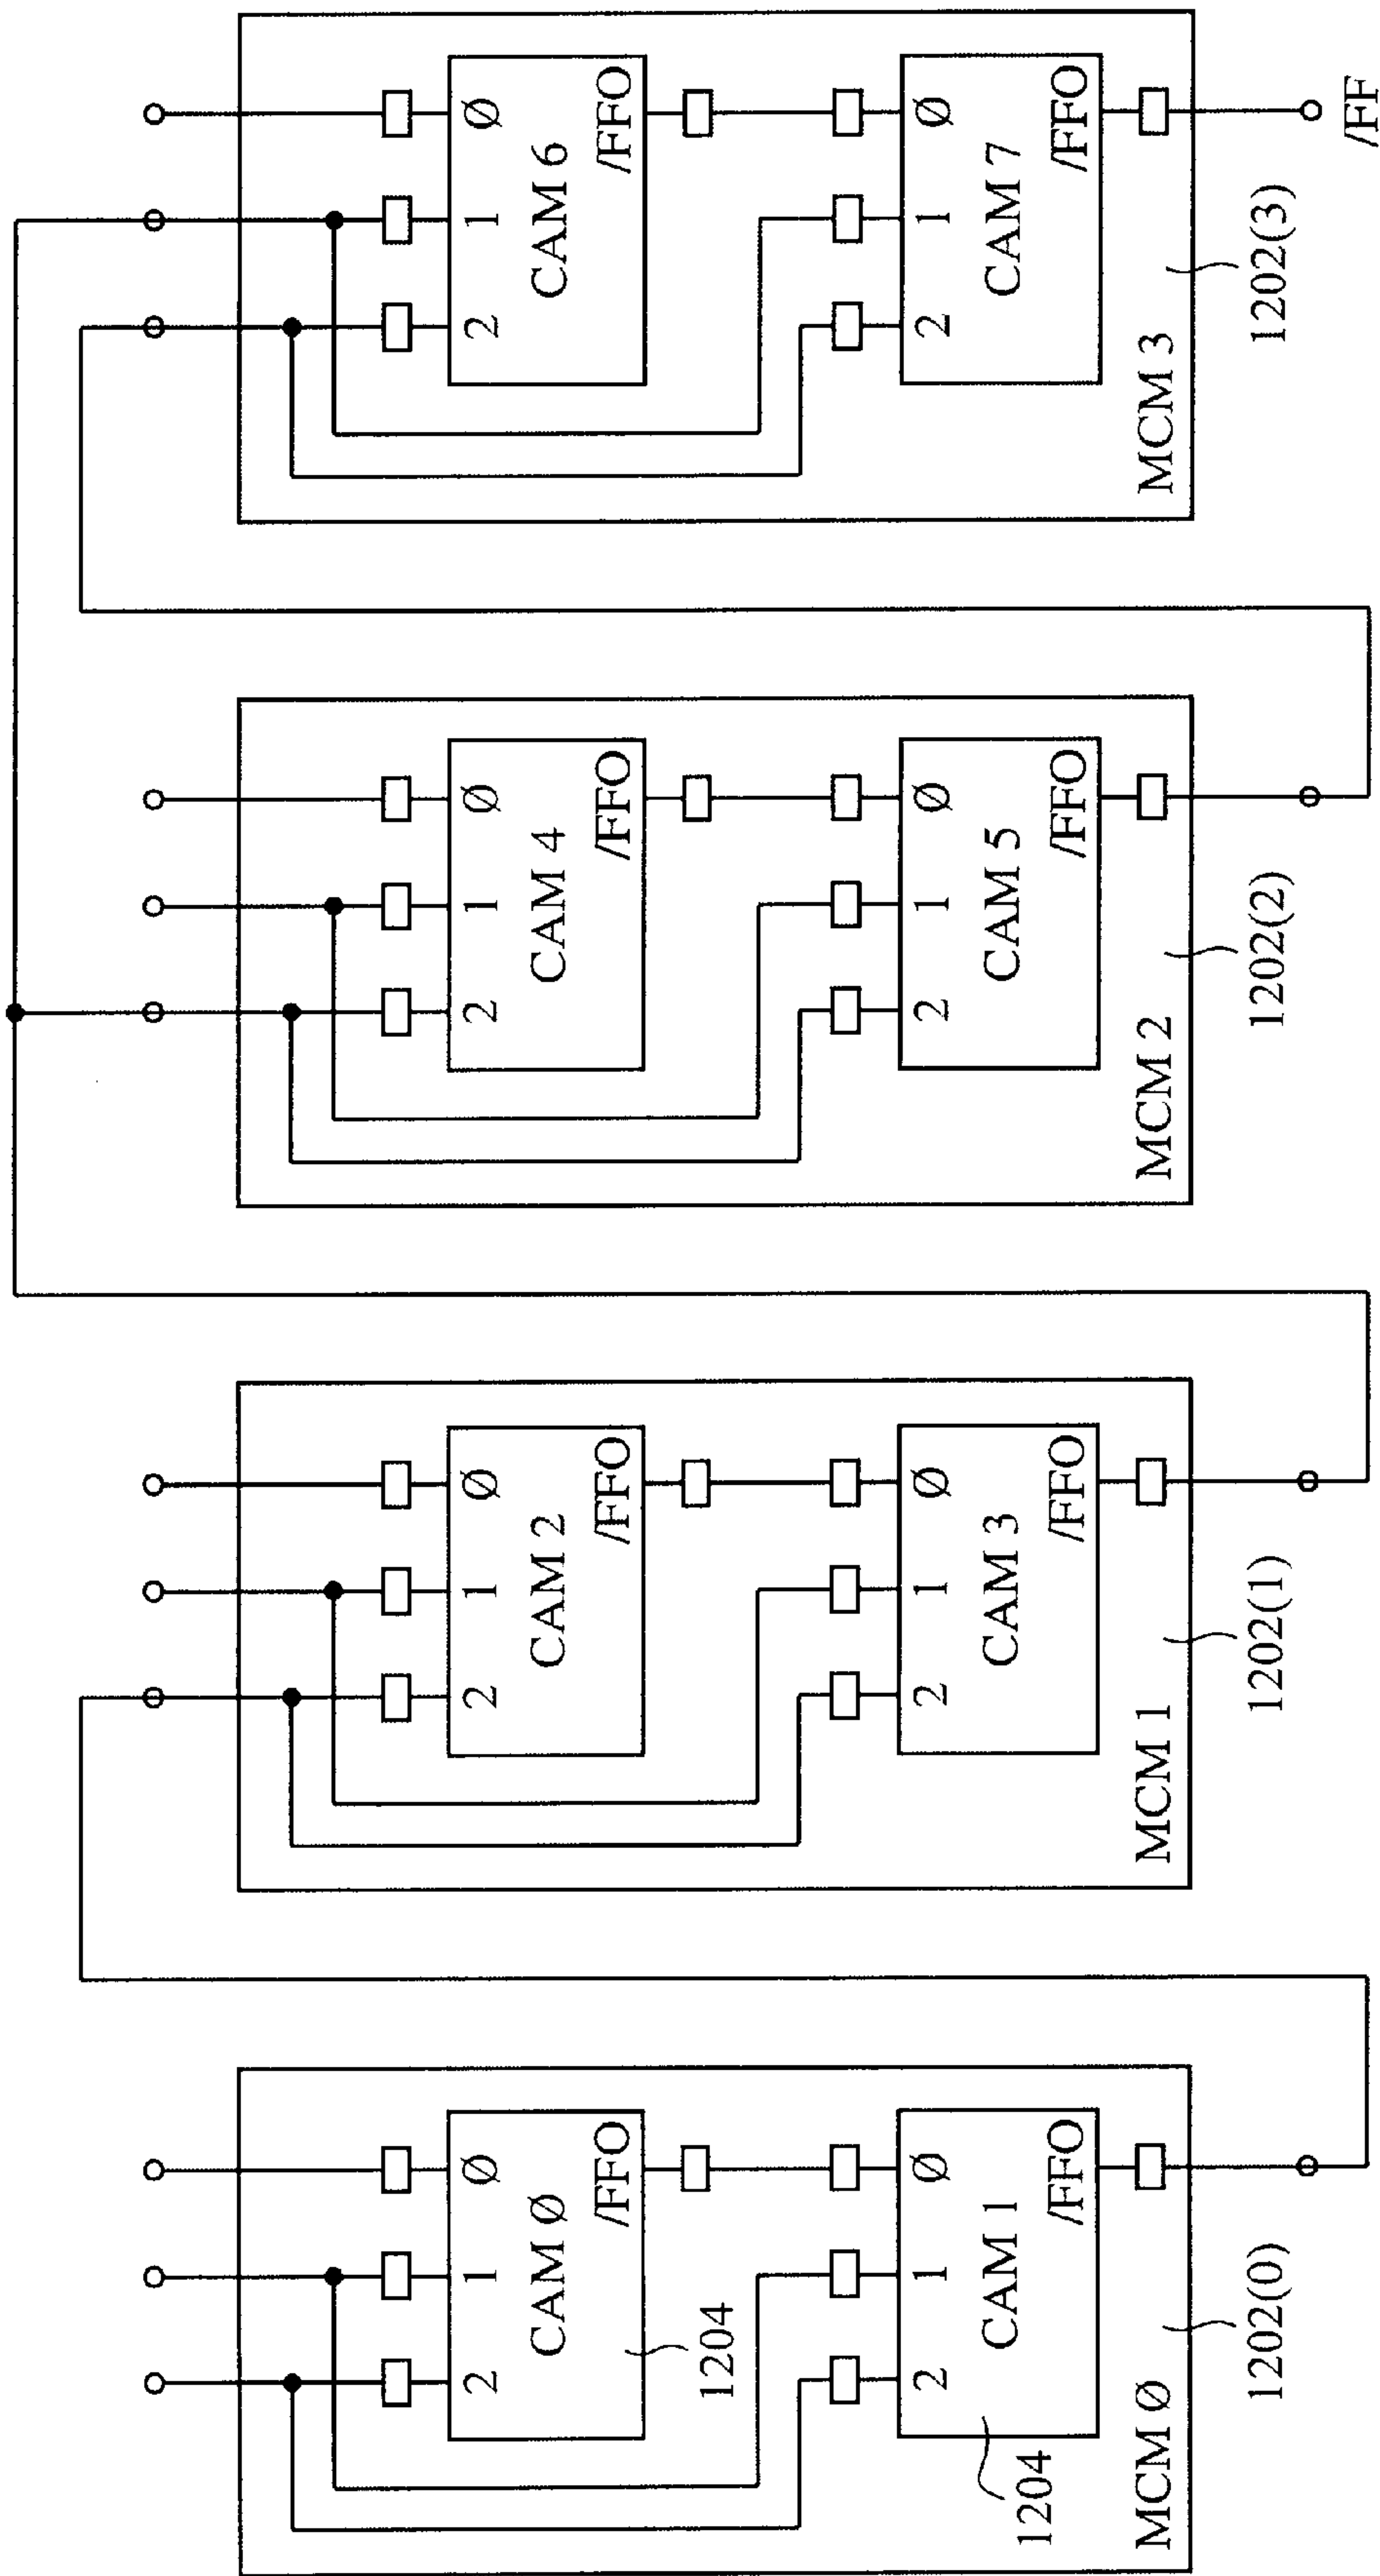 2 1 Ø
CAM Ø
/FFO
1204
2 1 Ø
CAM 1
/FFO
1204
MCM Ø
1202(0)
2 1 Ø
CAM 2
/FFO
2 1 Ø
CAM 3
/FFO
MCM 1
1202(1)
2 1 Ø
CAM 4
/FFO
2 1 Ø
CAM 5
/FFO
MCM 2
1202(2)
2 1 Ø
CAM 6
/FFO
2 1 Ø
CAM 7
/FFO
MCM 3
1202(3)
/FF